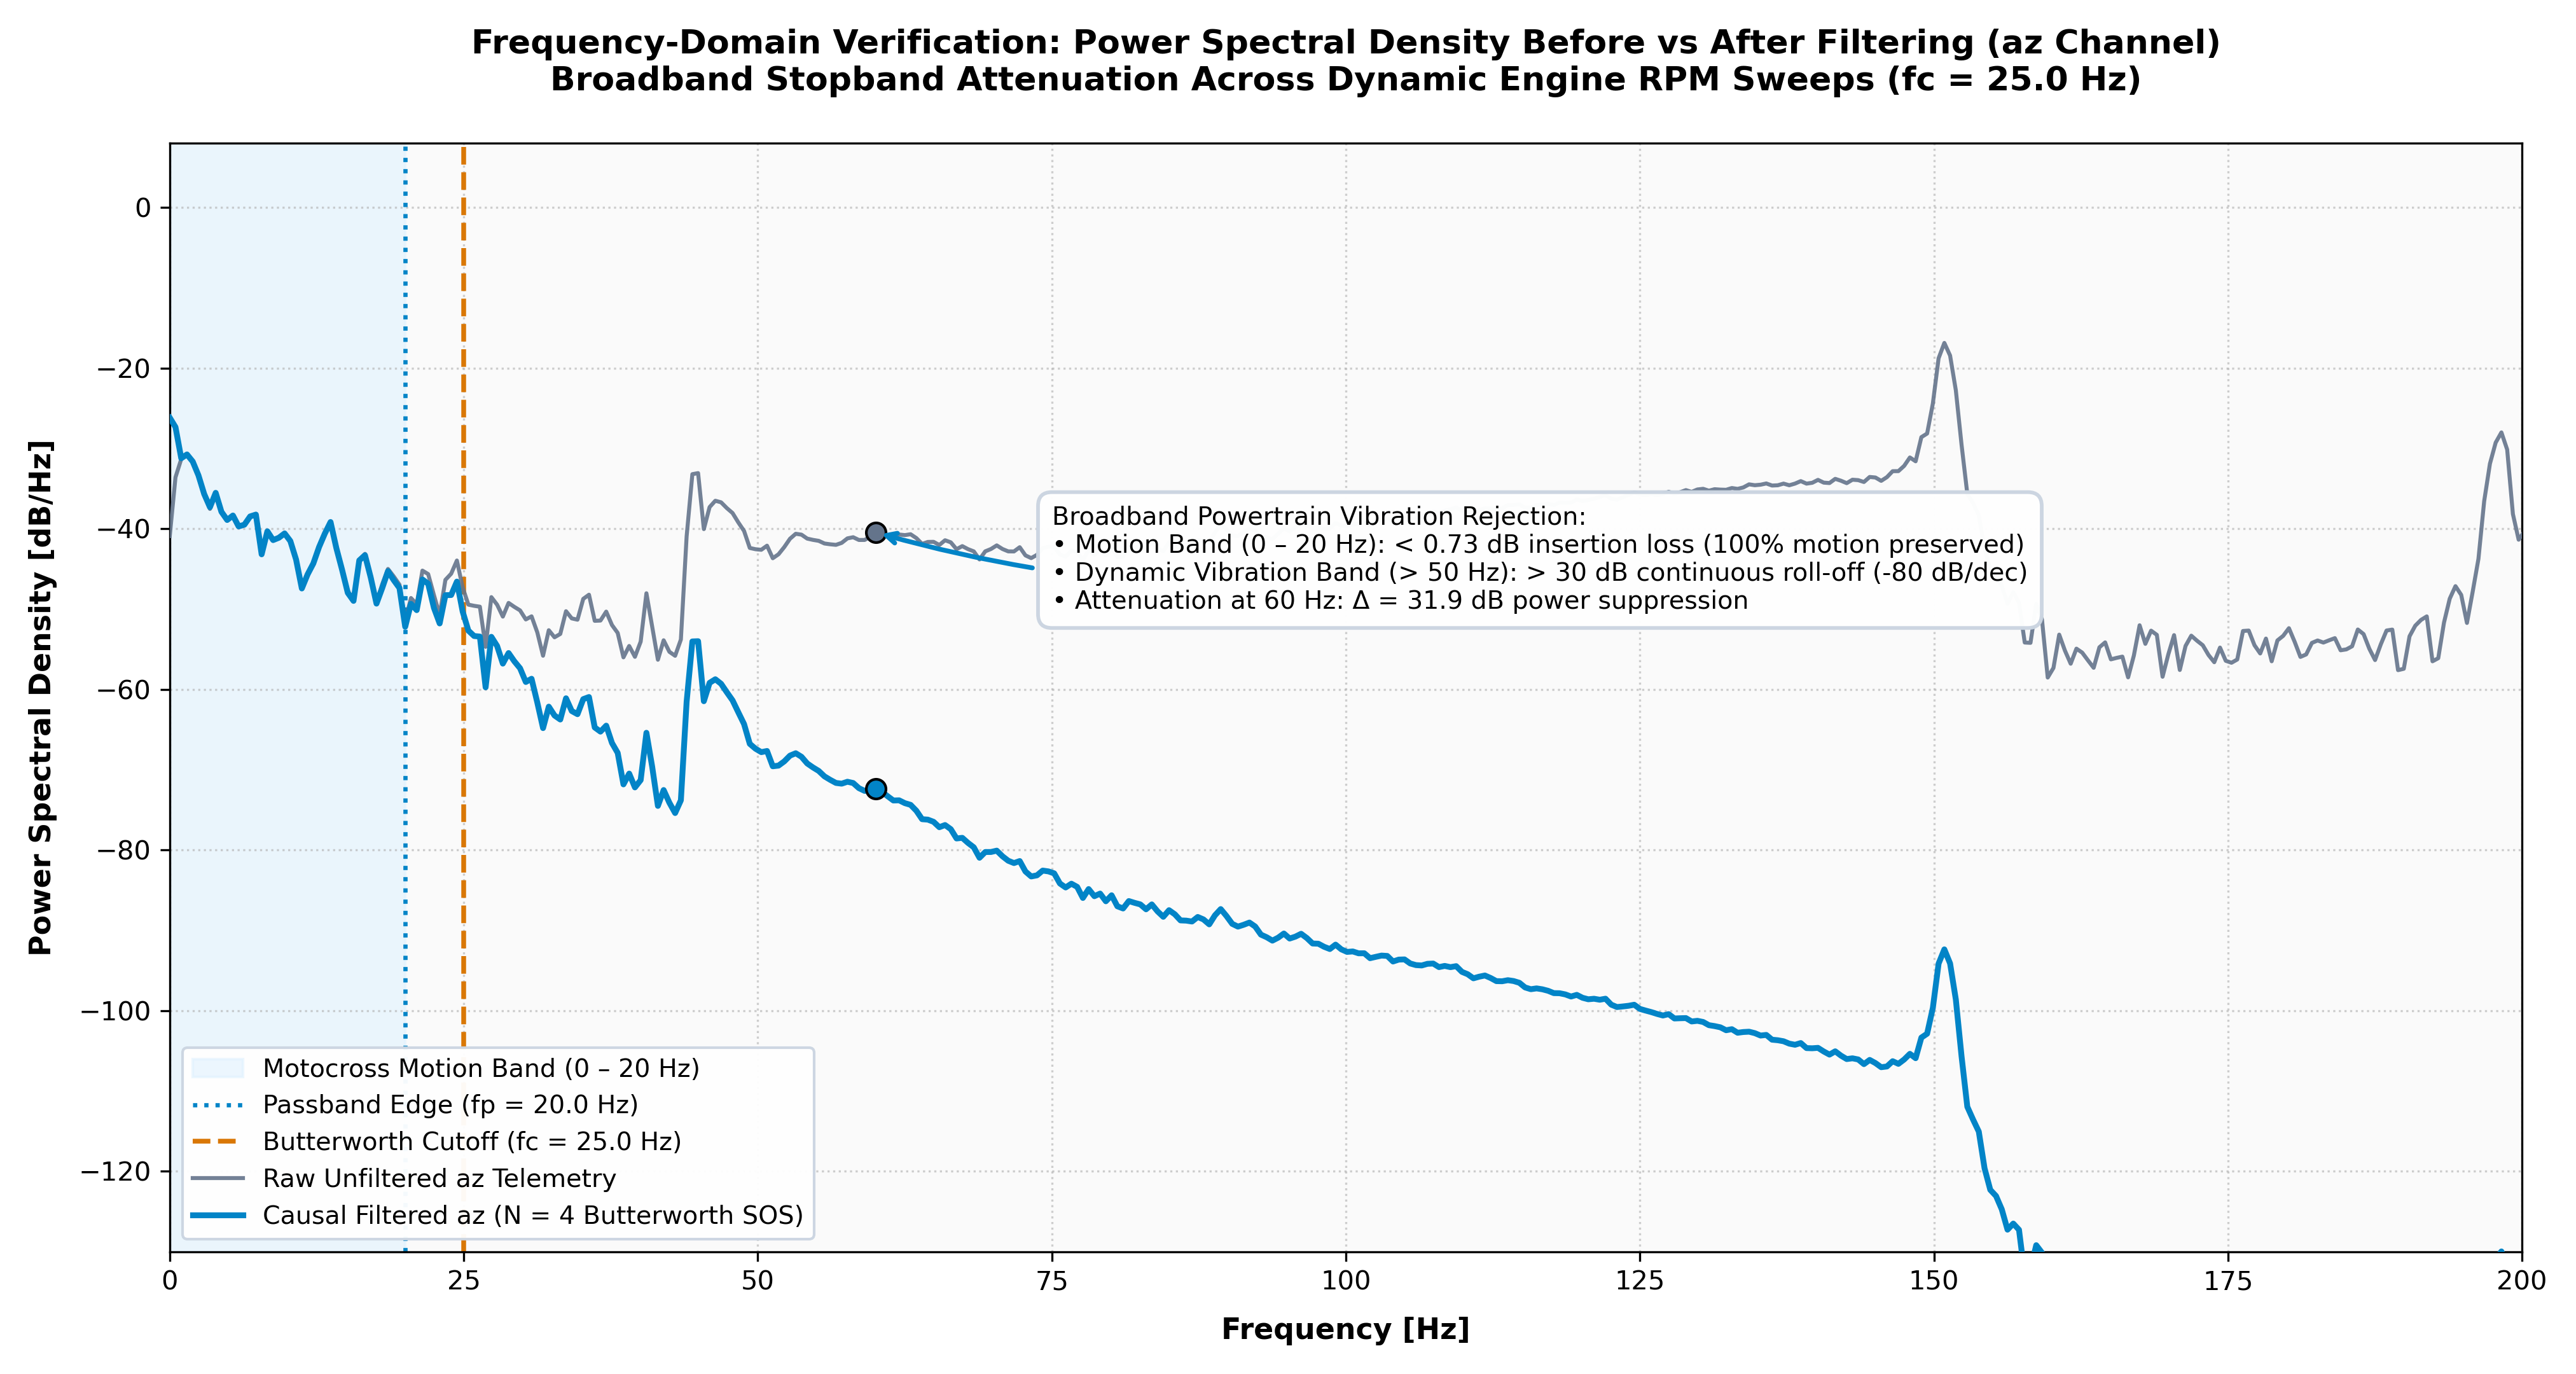 Frequency-Domain Verification: Power Spectral Density Before vs After Filtering (az Channel)
Broadband Stopband Attenuation Across Dynamic Engine RPM Sweeps (fc = 25.0 Hz)
Power Spectral Density [dB/Hz]
0
−20
−40
−60
−80
−100
−120
Broadband Powertrain Vibration Rejection:
• Motion Band (0 – 20 Hz): < 0.73 dB insertion loss (100% motion preserved)
• Dynamic Vibration Band (> 50 Hz): > 30 dB continuous roll-off (-80 dB/dec)
• Attenuation at 60 Hz: Δ = 31.9 dB power suppression
Motocross Motion Band (0 – 20 Hz)
Passband Edge (fp = 20.0 Hz)
Butterworth Cutoff (fc = 25.0 Hz)
Raw Unfiltered az Telemetry
Causal Filtered az (N = 4 Butterworth SOS)
0 25 50 75 100 125 150 175 200
Frequency [Hz]